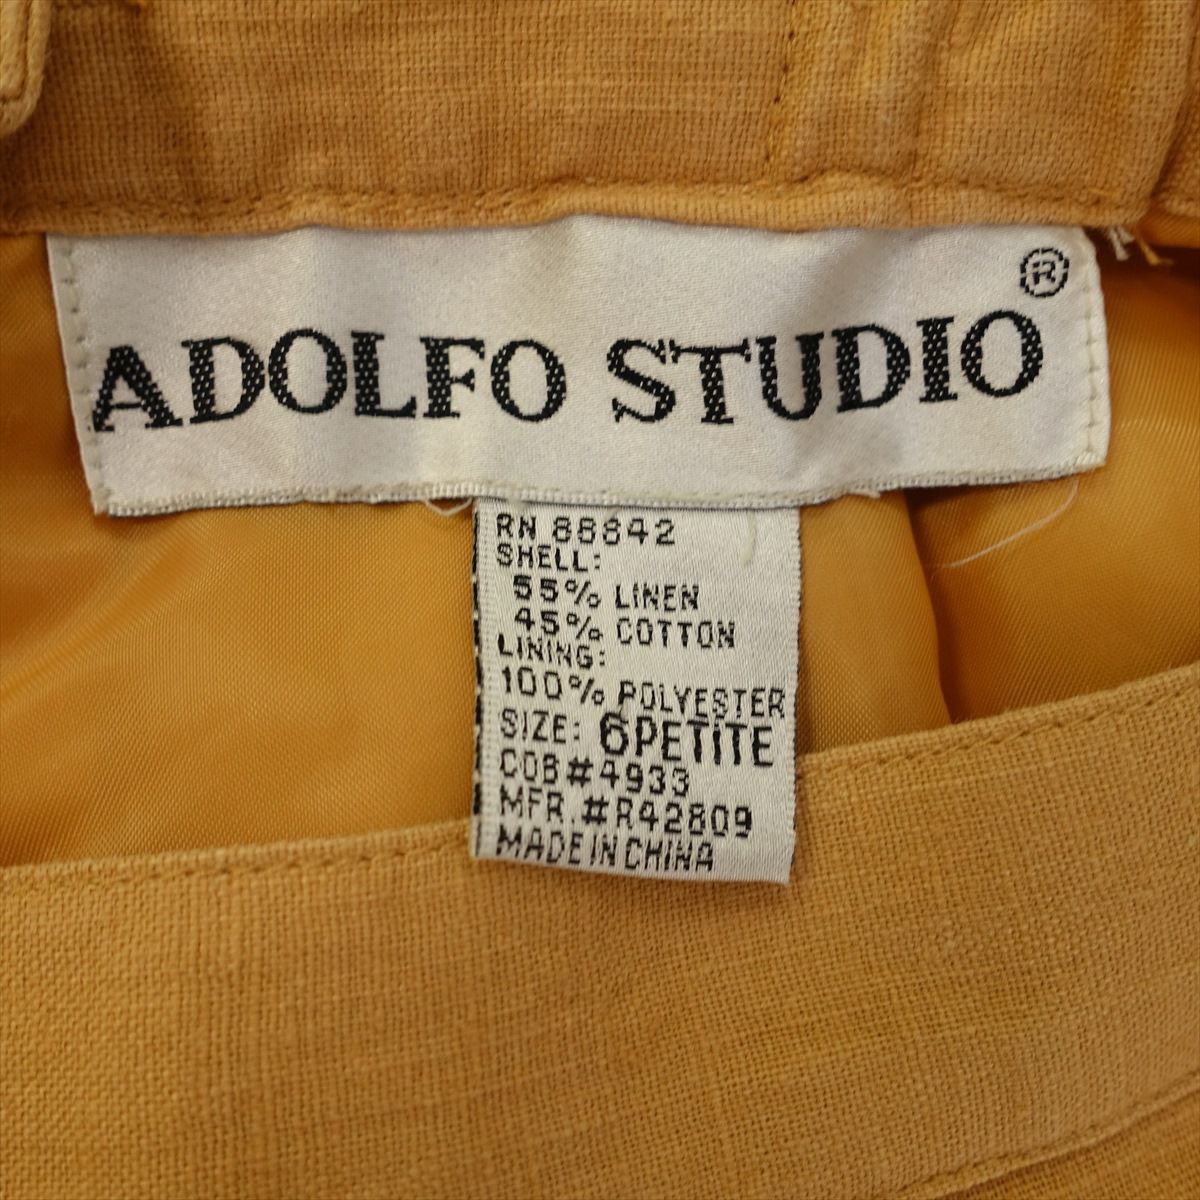 ADOLFO STUDIO®
RN 88842
SHELL:
55% LINEN
45% COTTON
LINING:
100% POLYESTER
SIZE: 6PETITE
COB#4933
MFR.#R42809
MADE IN CHINA